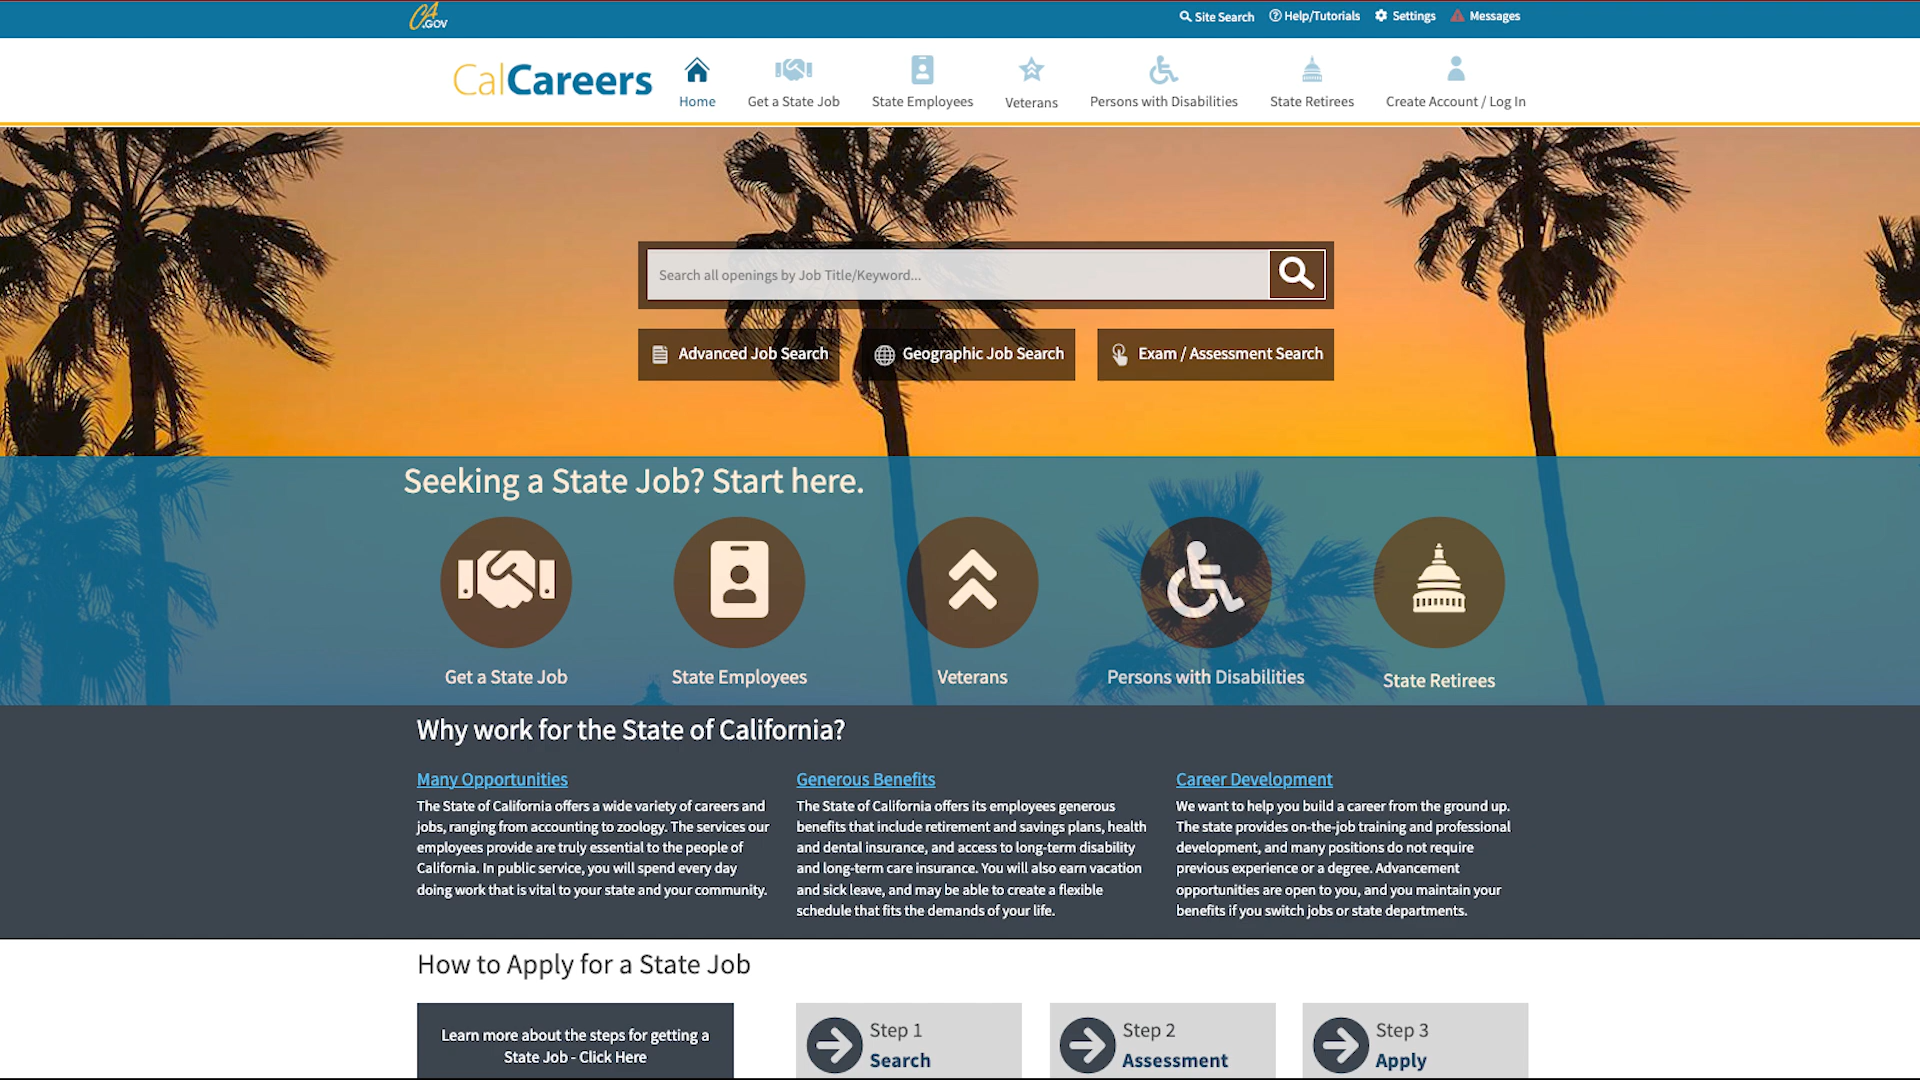 CA.GOV
Site Search
Help/Tutorials
Settings
Messages
CalCareers
Home
Get a State Job
State Employees
Veterans
Persons with Disabilities
State Retirees
Create Account / Log In
Search all openings by Job Title/Keyword...
Advanced Job Search
Geographic Job Search
Exam / Assessment Search
Seeking a State Job? Start here.
Get a State Job
State Employees
Veterans
Persons with Disabilities
State Retirees
Why work for the State of California?
Many Opportunities
The State of California offers a wide variety of careers and
jobs, ranging from accounting to zoology. The services our
employees provide are truly essential to the people of
California. In public service, you will spend every day
doing work that is vital to your state and your community.
Generous Benefits
The State of California offers its employees generous
benefits that include retirement and savings plans, health
and dental insurance, and access to long-term disability
and long-term care insurance. You will also earn vacation
and sick leave, and may be able to create a flexible
schedule that fits the demands of your life.
Career Development
We want to help you build a career from the ground up.
The state provides on-the-job training and professional
development, and many positions do not require
previous experience or a degree. Advancement
opportunities are open to you, and you maintain your
benefits if you switch jobs or state departments.
How to Apply for a State Job
Learn more about the steps for getting a
State Job - Click Here
Step 1
Search
Step 2
Assessment
Step 3
Apply